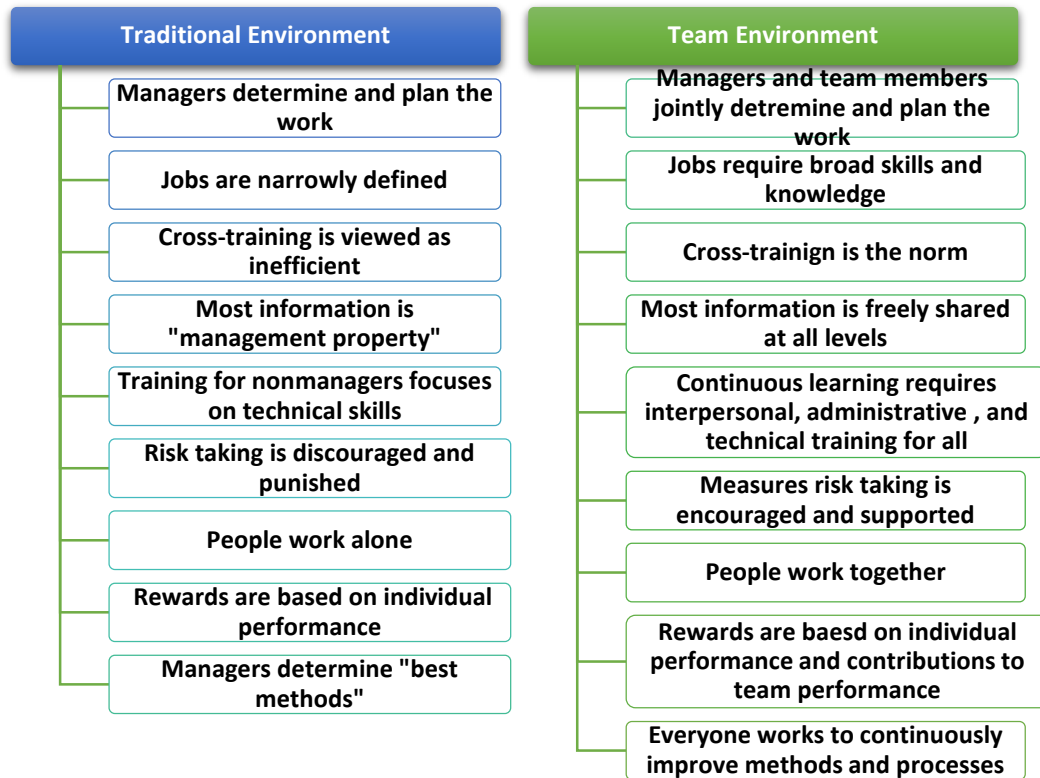 Traditional Environment
Managers determine and plan the
work
Jobs are narrowly defined
Cross-training is viewed as
inefficient
Most information is
"management property"
Training for nonmanagers focuses
on technical skills
Risk taking is discouraged and
punished
People work alone
Rewards are based on individual
performance
Managers determine "best
methods"
Team Environment
Managers and team members
jointly detremine and plan the
work
Jobs require broad skills and
knowledge
Cross-trainign is the norm
Most information is freely shared
at all levels
Continuous learning requires
interpersonal, administrative , and
technical training for all
Measures risk taking is
encouraged and supported
People work together
Rewards are baesd on individual
performance and contributions to
team performance
Everyone works to continuously
improve methods and processes